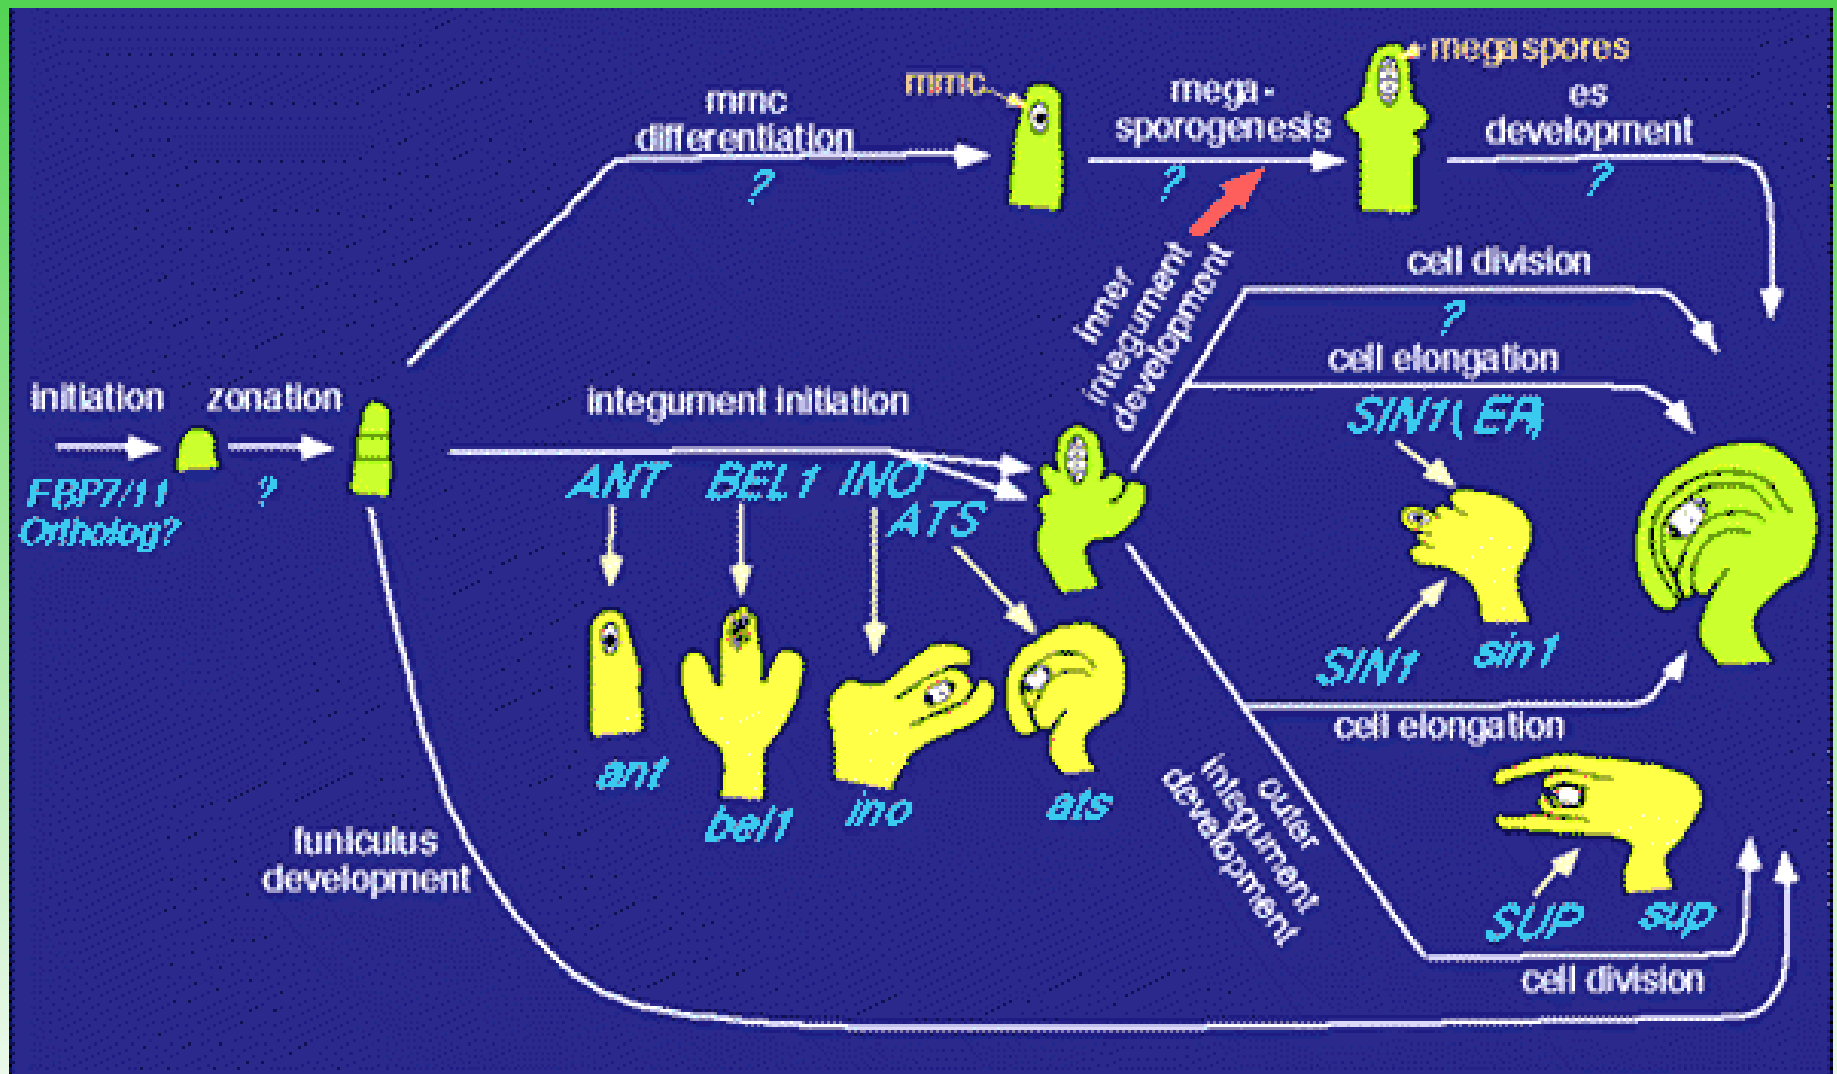 megaspores
mmc
mmc
differentiation
?
mega-
sporogenesis
?
es
development
?
inner
integument
development
cell division
?
cell elongation
SIN1(EA)
initiation
zonation
FBP7/11
Ortholog?
?
integument initiation
ANT
BEL1
INO
ATS
SIN1
sin1
cell elongation
ant
bel1
ino
ats
outer
integument
development
funiculus
development
SUP
sup
cell division